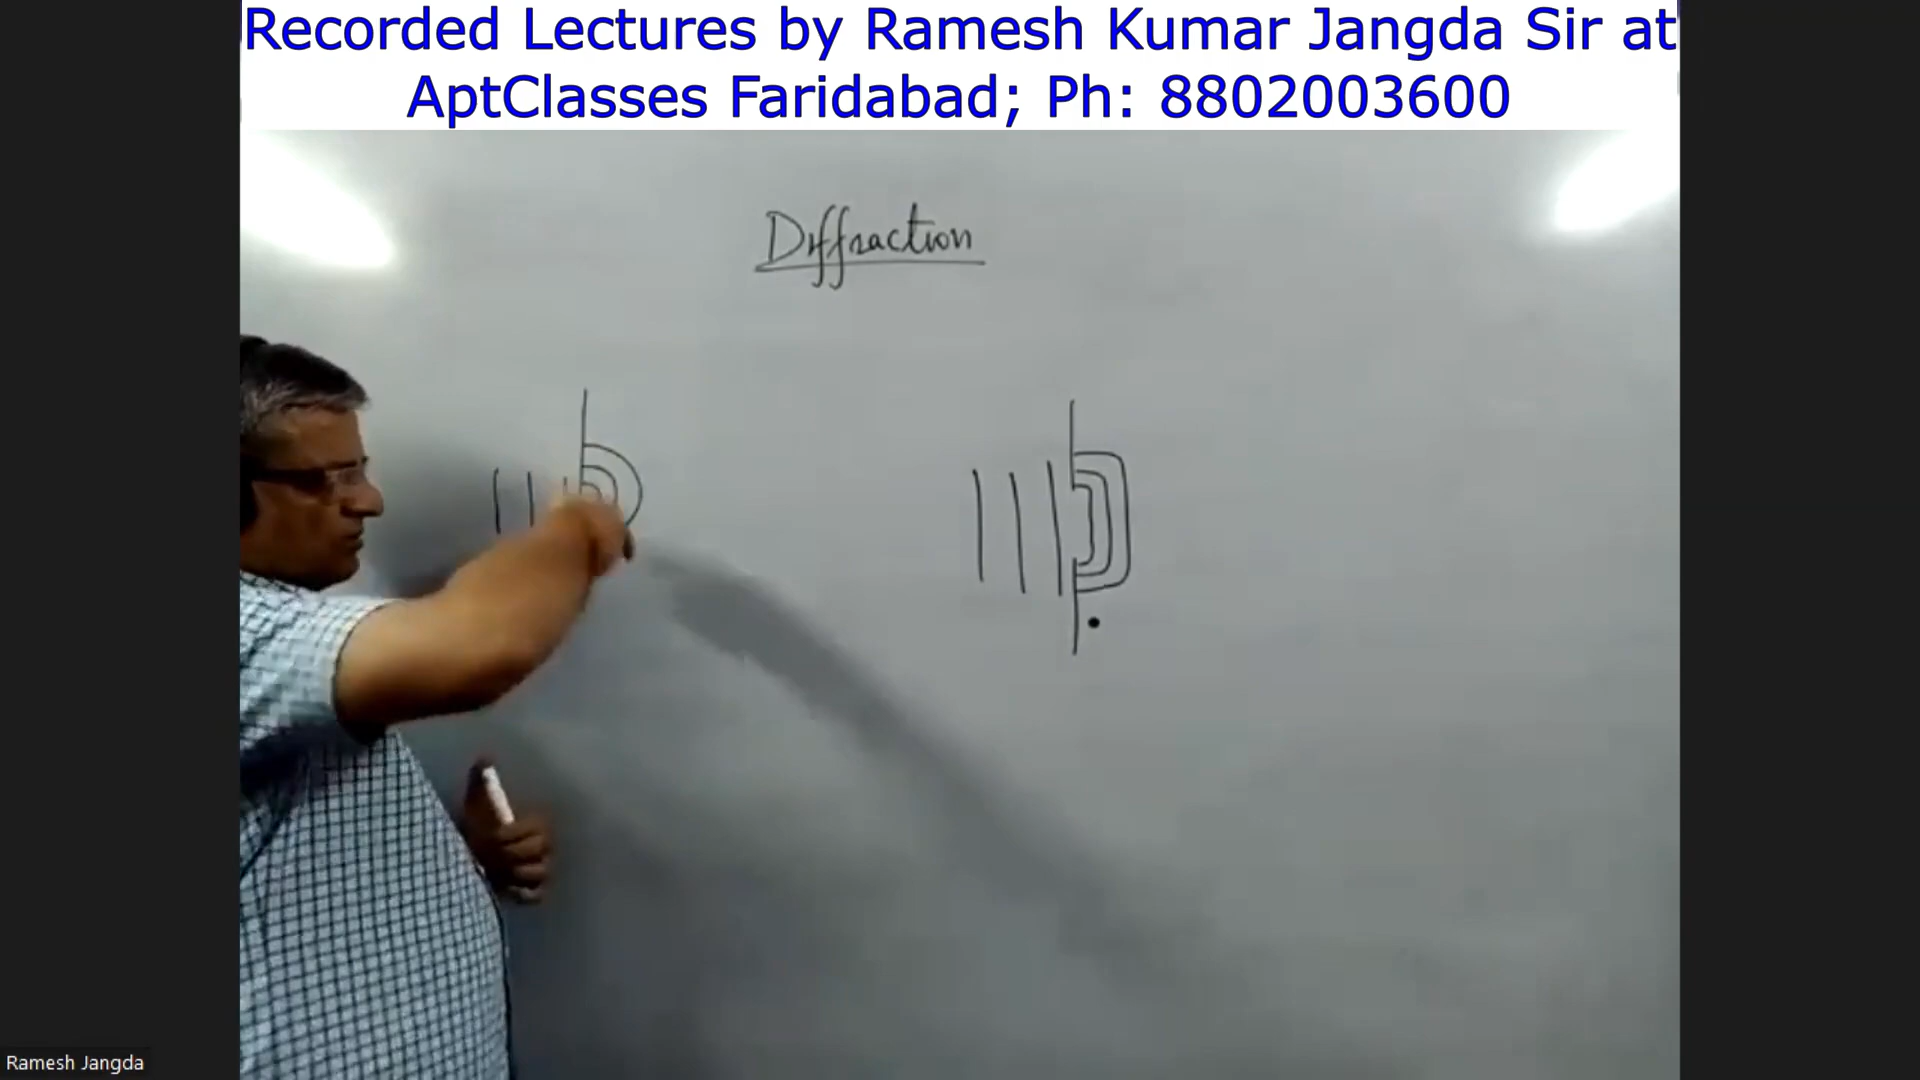 Recorded Lectures by Ramesh Kumar Jangda Sir at
AptClasses Faridabad; Ph: 8802003600
Diffraction
Ramesh Jangda